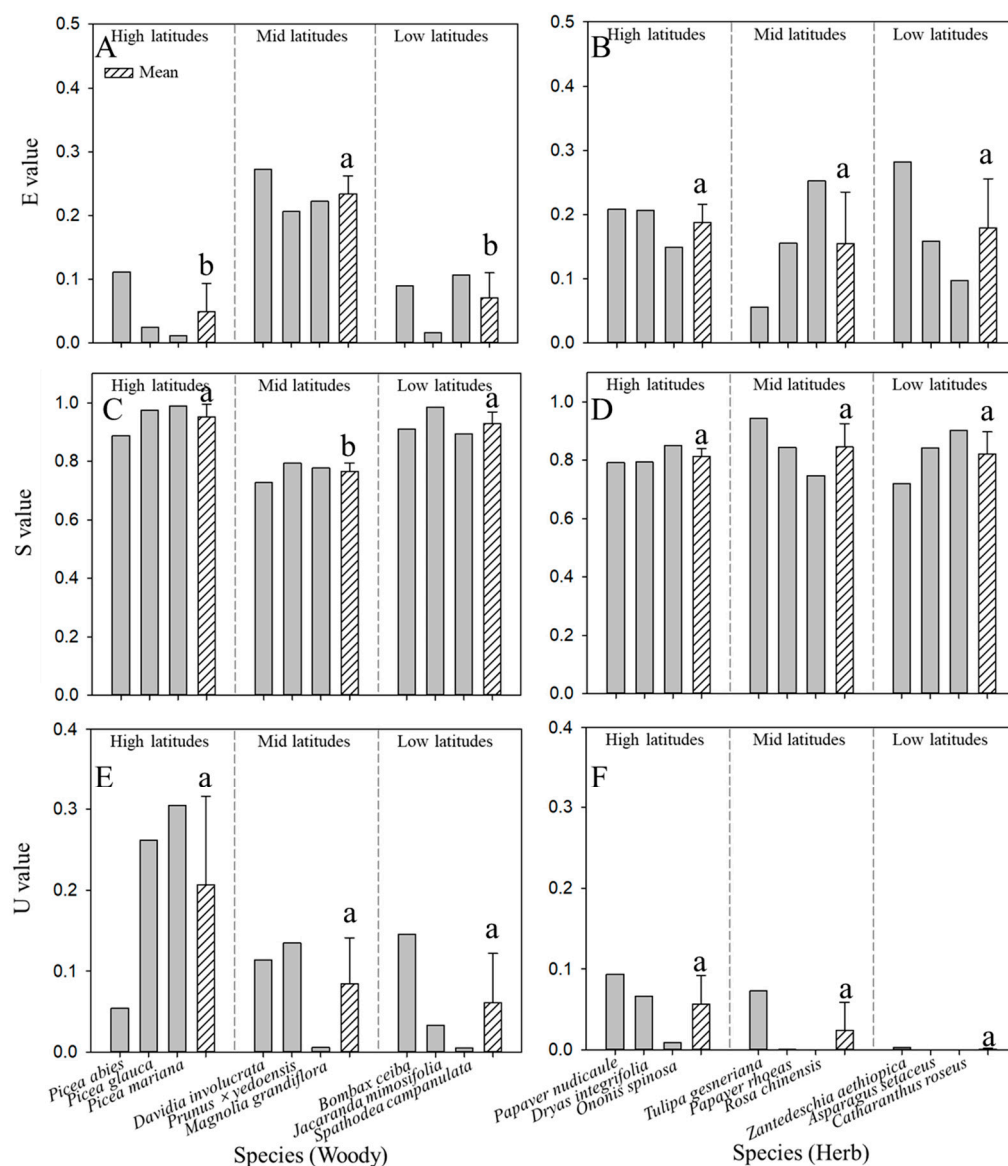 A
High latitudes
Mid latitudes
Low latitudes
Mean
E value
0.5
0.4
0.3
0.2
0.1
0.0
b
a
b
B
High latitudes
Mid latitudes
Low latitudes
0.5
0.4
0.3
0.2
0.1
0.0
a
a
a
C
High latitudes
Mid latitudes
Low latitudes
S value
1.0
0.8
0.6
0.4
0.2
0.0
a
b
a
D
High latitudes
Mid latitudes
Low latitudes
1.0
0.8
0.6
0.4
0.2
0.0
a
a
a
E
High latitudes
Mid latitudes
Low latitudes
U value
0.4
0.3
0.2
0.1
0.0
a
a
a
Picea abies
Picea glauca
Picea mariana
Davidia involucrata
Prunus × yedoensis
Magnolia grandiflora
Bombax ceiba
Jacaranda mimosifolia
Spathodea campanulata
Species (Woody)
F
High latitudes
Mid latitudes
Low latitudes
0.4
0.3
0.2
0.1
0.0
a
a
a
Papaver nudicaule
Dryas integrifolia
Ononis spinosa
Tulipa gesneriana
Papaver rhoeas
Rosa chinensis
Zantedeschia aethiopica
Asparagus setaceus
Catharanthus roseus
Species (Herb)